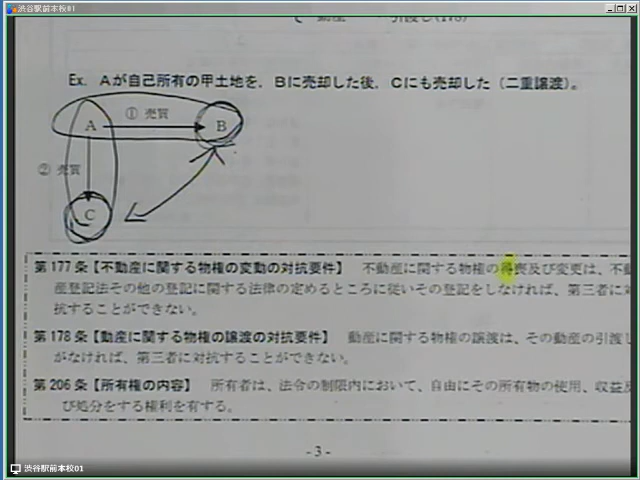 渋谷駅前本校01
動産 引渡し(178)
Ex. Aが自己所有の甲土地を、Bに売却した後、Cにも売却した（二重譲渡）。
① 売買
A B
② 売買
C
第177条【不動産に関する物権の変動の対抗要件】 不動産に関する物権の得喪及び変更は、不動
産登記法その他の登記に関する法律の定めるところに従いその登記をしなければ、第三者に対
抗することができない。
第178条【動産に関する物権の譲渡の対抗要件】 動産に関する物権の譲渡は、その動産の引渡し
がなければ、第三者に対抗することができない。
第206条【所有権の内容】 所有者は、法令の制限内において、自由にその所有物の使用、収益及
び処分をする権利を有する。
- 3 -
渋谷駅前本校01